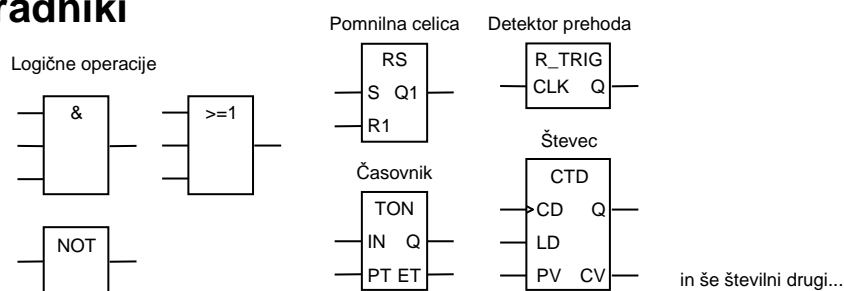 Pomnilna celica
Detektor prehoda
Logične operacije
&
>=1
NOT
RS
S Q1
R1
R_TRIG
CLK Q
Časovnik
TON
IN Q
PT ET
Števec
CTD
CD Q
LD
PV CV
in še številni drugi...